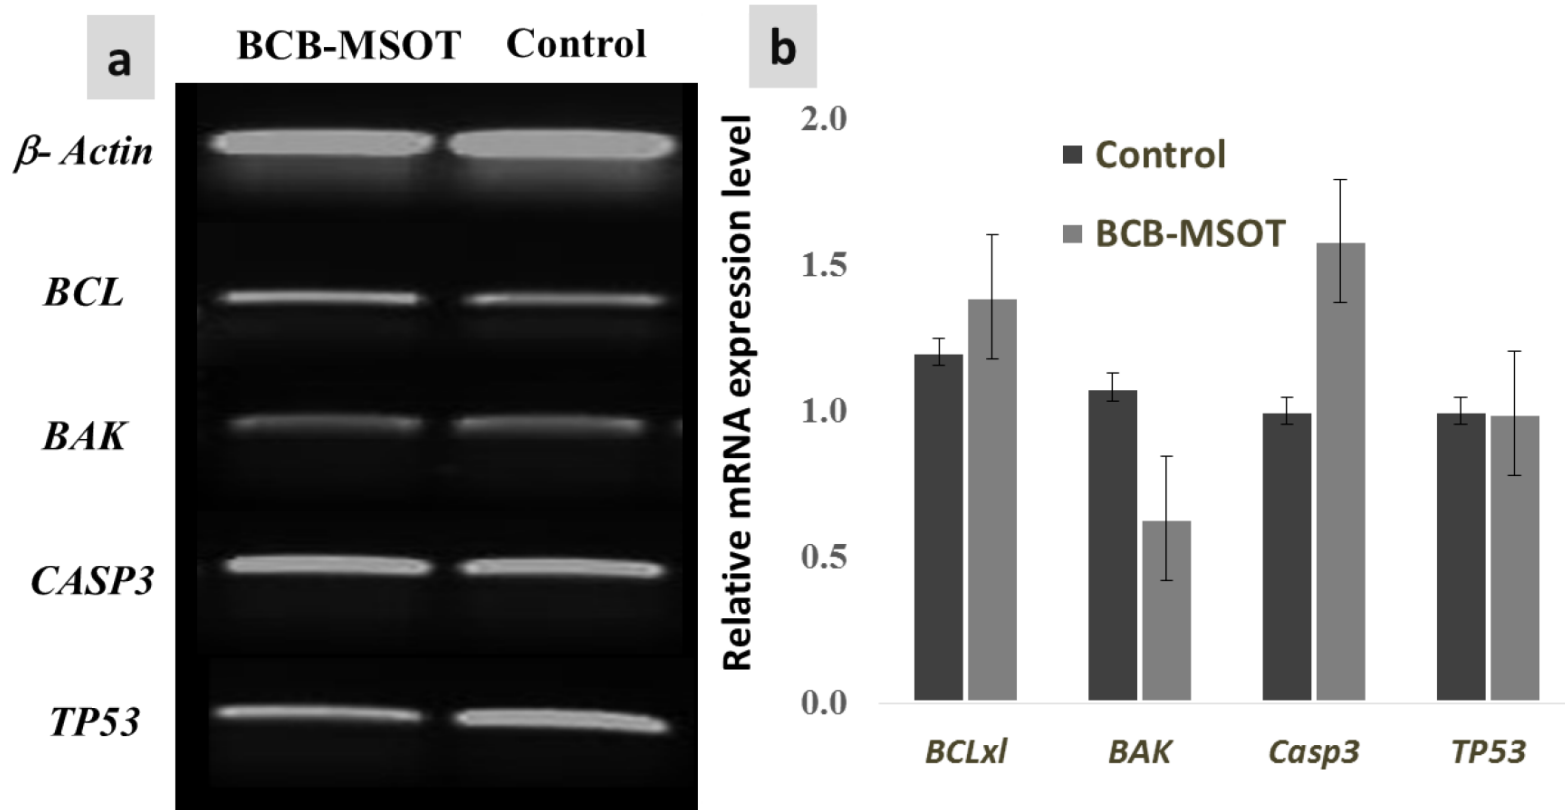 a
BCB-MSOT Control
β- Actin
BCL
BAK
CASP3
TP53
b
Relative mRNA expression level
2.0
1.5
1.0
0.5
0.0
Control
BCB-MSOT
BCLxl BAK Casp3 TP53